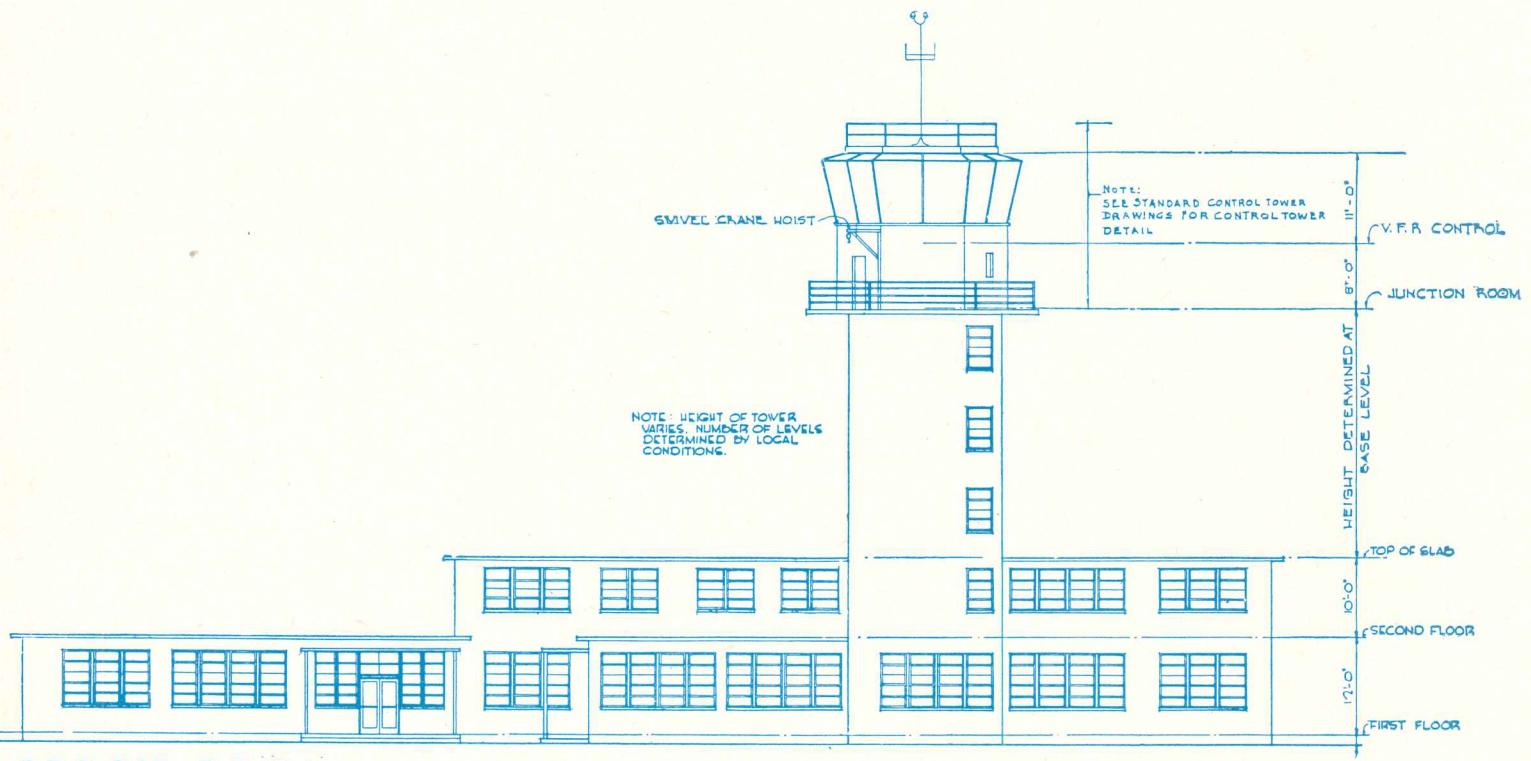 NOTE:
SEE STANDARD CONTROL TOWER
DRAWINGS FOR CONTROL TOWER
DETAIL
11'-0"
SWIVEL CRANE HOIST
V.F.R CONTROL
8'-0"
JUNCTION ROOM
HEIGHT DETERMINED AT
BASE LEVEL
NOTE: HEIGHT OF TOWER
VARIES. NUMBER OF LEVELS
DETERMINED BY LOCAL
CONDITIONS.
TOP OF SLAB
10'-0"
SECOND FLOOR
12'-0"
FIRST FLOOR